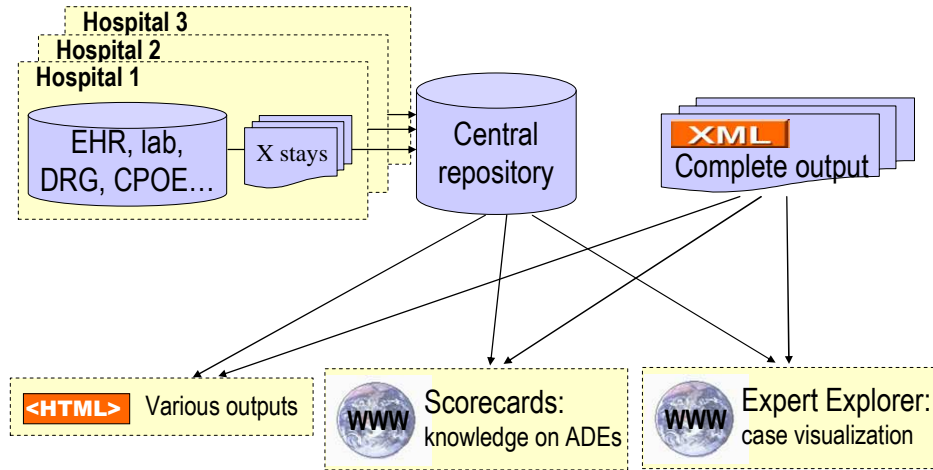 Hospital 3
Hospital 2
Hospital 1
EHR, lab,
DRG, CPOE…
X stays
Central
repository
XML
Complete output
<HTML>
Various outputs
WWW
Scorecards:
knowledge on ADEs
WWW
Expert Explorer:
case visualization